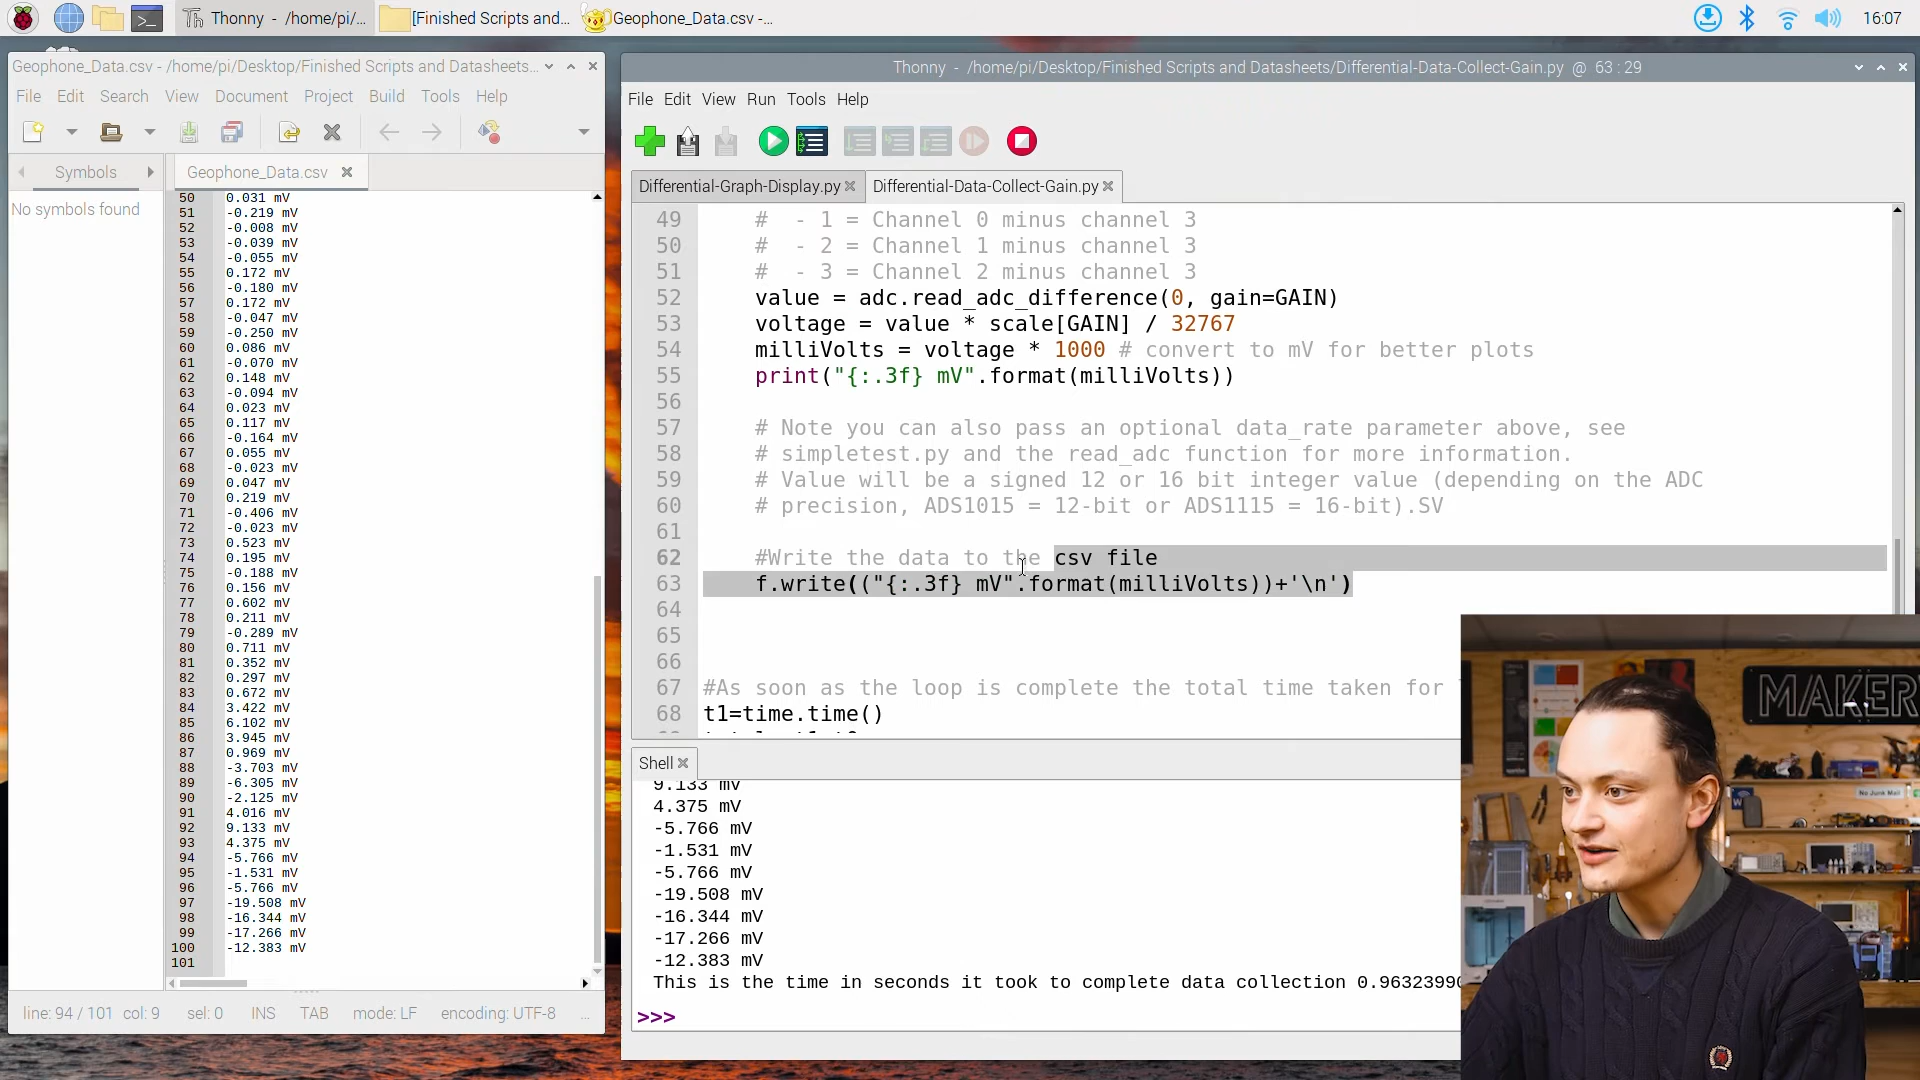 Thonny - /home/pi/...
[Finished Scripts and...
Geophone_Data.csv -...
16:07
Geophone_Data.csv - /home/pi/Desktop/Finished Scripts and Datasheets...
File Edit Search View Document Project Build Tools Help
Symbols
Geophone_Data.csv
No symbols found
50 0.031 mV
51 -0.219 mV
52 -0.008 mV
53 -0.039 mV
54 -0.055 mV
55 0.172 mV
56 -0.180 mV
57 0.172 mV
58 -0.047 mV
59 -0.250 mV
60 0.086 mV
61 -0.070 mV
62 0.148 mV
63 -0.094 mV
64 0.023 mV
65 0.117 mV
66 -0.164 mV
67 0.055 mV
68 -0.023 mV
69 0.047 mV
70 0.219 mV
71 -0.406 mV
72 -0.023 mV
73 0.523 mV
74 0.195 mV
75 -0.188 mV
76 0.156 mV
77 0.602 mV
78 0.211 mV
79 -0.289 mV
80 0.711 mV
81 0.352 mV
82 0.297 mV
83 0.672 mV
84 3.422 mV
85 6.102 mV
86 3.945 mV
87 0.969 mV
88 -3.703 mV
89 -6.305 mV
90 -2.125 mV
91 4.016 mV
92 9.133 mV
93 4.375 mV
94 -5.766 mV
95 -1.531 mV
96 -5.766 mV
97 -19.508 mV
98 -16.344 mV
99 -17.266 mV
100 -12.383 mV
101
line: 94 / 101 col: 9 sel: 0 INS TAB mode: LF encoding: UTF-8 ...
Thonny - /home/pi/Desktop/Finished Scripts and Datasheets/Differential-Data-Collect-Gain.py @ 63 : 29
File Edit View Run Tools Help
Differential-Graph-Display.py
Differential-Data-Collect-Gain.py
49 # - 1 = Channel 0 minus channel 3
50 # - 2 = Channel 1 minus channel 3
51 # - 3 = Channel 2 minus channel 3
52 value = adc.read_adc_difference(0, gain=GAIN)
53 voltage = value * scale[GAIN] / 32767
54 milliVolts = voltage * 1000 # convert to mV for better plots
55 print("{:.3f} mV".format(milliVolts))
56
57 # Note you can also pass an optional data_rate parameter above, see
58 # simpletest.py and the read_adc function for more information.
59 # Value will be a signed 12 or 16 bit integer value (depending on the ADC
60 # precision, ADS1015 = 12-bit or ADS1115 = 16-bit).SV
61
62 #Write the data to the csv file
63 f.write(("{:.3f} mV".format(milliVolts))+'\n')
64
65
66
67 #As soon as the loop is complete the total time taken for
68 t1=time.time()
Shell
9.133 mV
4.375 mV
-5.766 mV
-1.531 mV
-5.766 mV
-19.508 mV
-16.344 mV
-17.266 mV
-12.383 mV
This is the time in seconds it took to complete data collection 0.9632399
>>>
MAKER
No Junk Mail